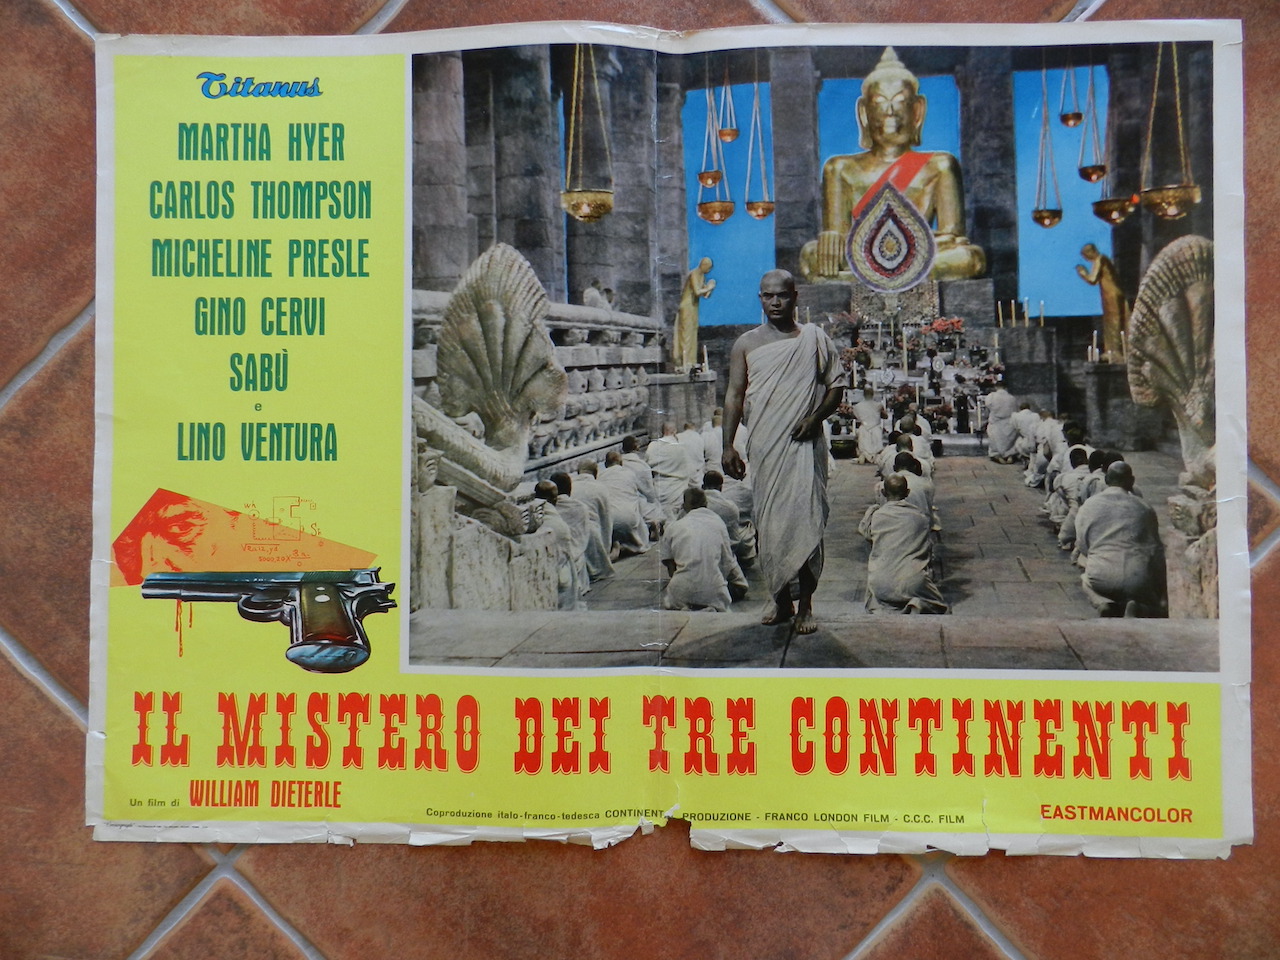 Titanus
MARTHA HYER
CARLOS THOMPSON
MICHELINE PRESLE
GINO CERVI
SABÙ
e
LINO VENTURA
IL MISTERO DEI TRE CONTINENTI
Un film di WILLIAM DIETERLE
Coproduzione italo-franco-tedesca CONTINENT PRODUZIONE - FRANCO LONDON FILM - C.C.C. FILM
EASTMANCOLOR